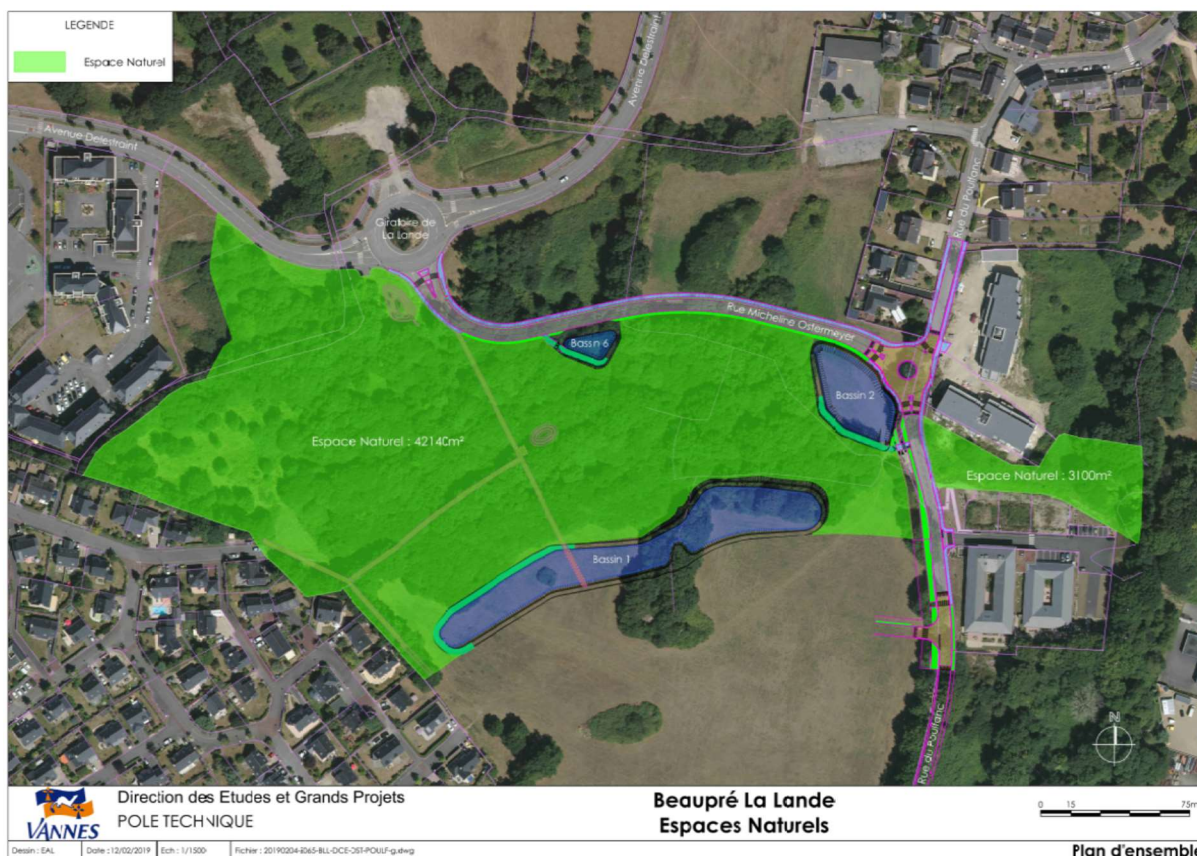 LEGENDE
Espace Naturel
Avenue Delestraint
Avenue Delestraint
Giratoire de
La Lande
Rue du Poulfanc
Rue Micheline Ostermeyer
Bassin 6
Bassin 2
Espace Naturel : 42140m²
Espace Naturel : 3100m²
Bassin 1
Rue du Poulfanc
N
VANNES
Direction des Etudes et Grands Projets
POLE TECHNIQUE
Beaupré La Lande
Espaces Naturels
0 15 75m
Dessin : EAL Date : 12/02/2019 Ech : 1/1500 Fichier :
Plan d'ensemble